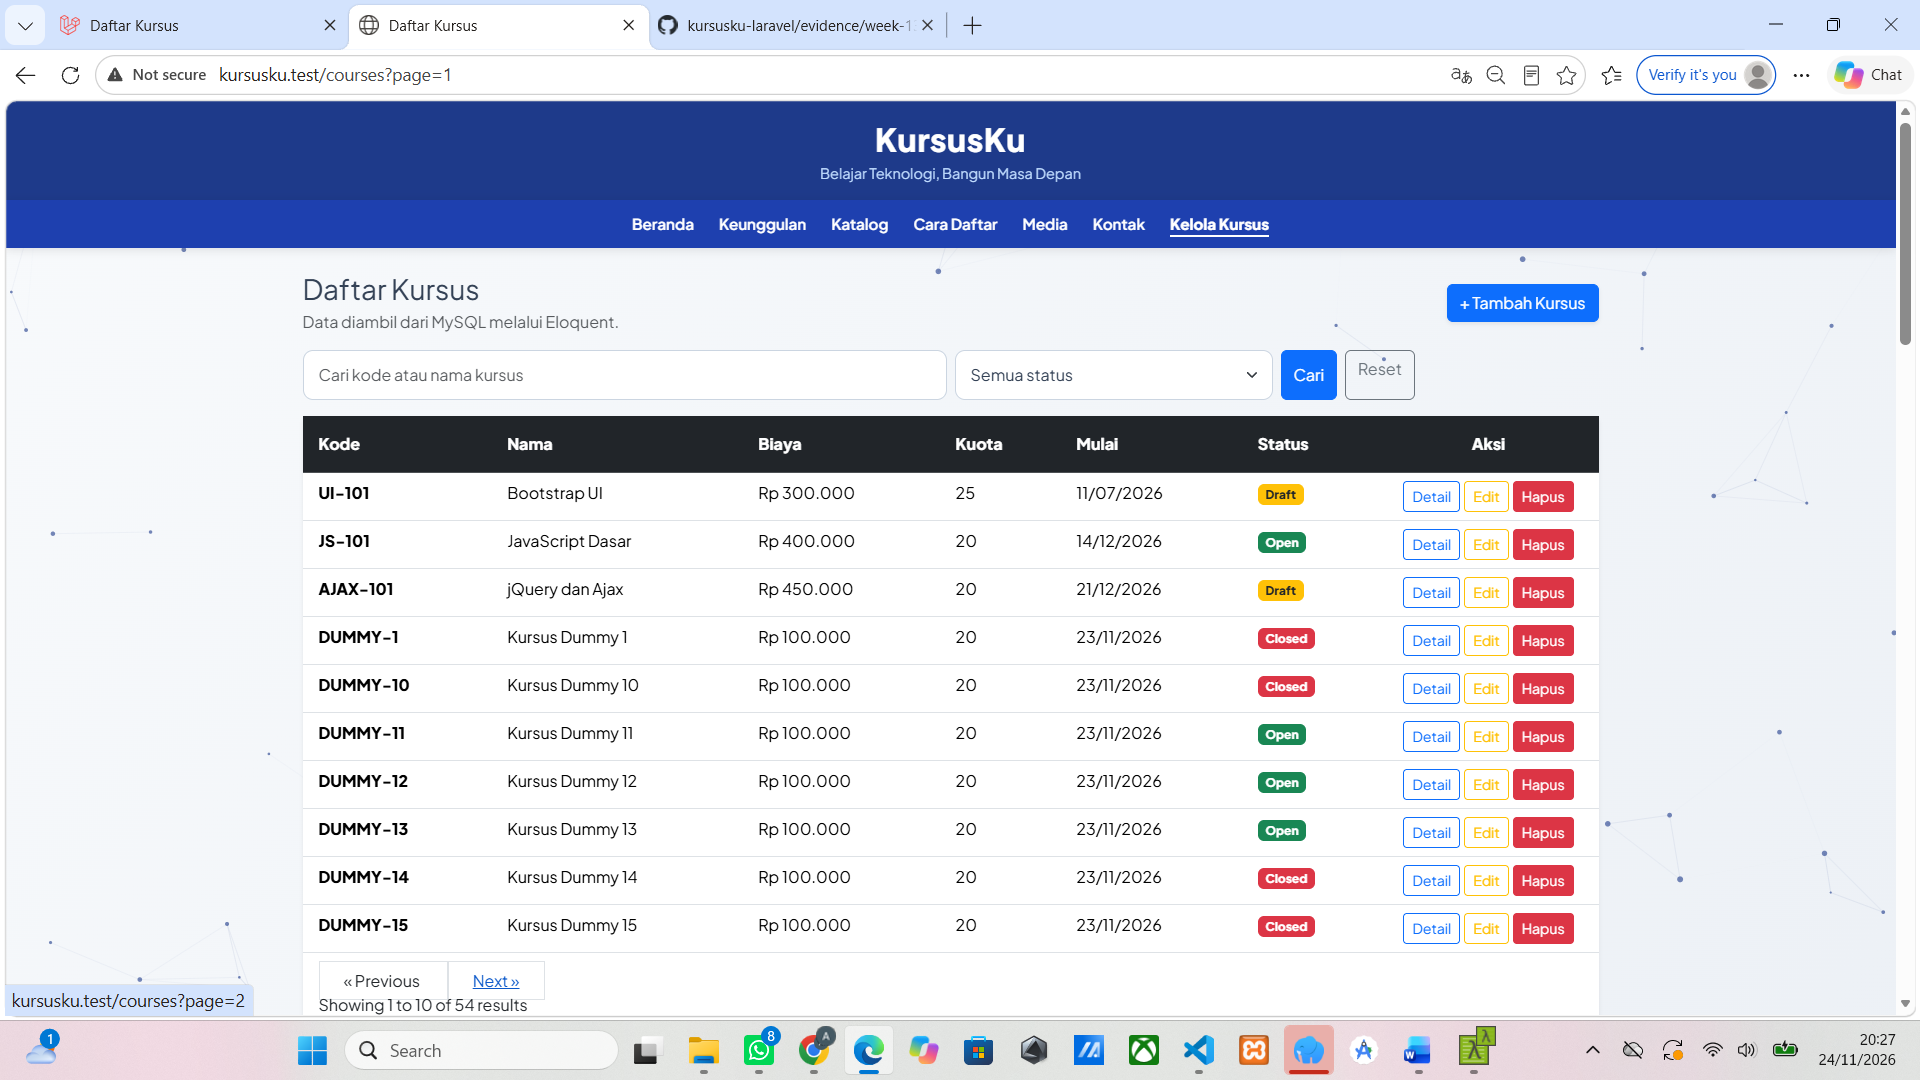 Daftar Kursus
Daftar Kursus
kursusku-laravel/evidence/week-1
Not secure kursusku.test/courses?page=1
Verify it's you
Chat
KursusKu
Belajar Teknologi, Bangun Masa Depan
Beranda Keunggulan Katalog Cara Daftar Media Kontak Kelola Kursus
Daftar Kursus
+ Tambah Kursus
Data diambil dari MySQL melalui Eloquent.
Cari kode atau nama kursus Semua status Cari Reset
Kode Nama Biaya Kuota Mulai Status Aksi
UI-101 Bootstrap UI Rp 300.000 25 11/07/2026 Draft Detail Edit Hapus
JS-101 JavaScript Dasar Rp 400.000 20 14/12/2026 Open Detail Edit Hapus
AJAX-101 jQuery dan Ajax Rp 450.000 20 21/12/2026 Draft Detail Edit Hapus
DUMMY-1 Kursus Dummy 1 Rp 100.000 20 23/11/2026 Closed Detail Edit Hapus
DUMMY-10 Kursus Dummy 10 Rp 100.000 20 23/11/2026 Closed Detail Edit Hapus
DUMMY-11 Kursus Dummy 11 Rp 100.000 20 23/11/2026 Open Detail Edit Hapus
DUMMY-12 Kursus Dummy 12 Rp 100.000 20 23/11/2026 Open Detail Edit Hapus
DUMMY-13 Kursus Dummy 13 Rp 100.000 20 23/11/2026 Open Detail Edit Hapus
DUMMY-14 Kursus Dummy 14 Rp 100.000 20 23/11/2026 Closed Detail Edit Hapus
DUMMY-15 Kursus Dummy 15 Rp 100.000 20 23/11/2026 Closed Detail Edit Hapus
« Previous Next »
kursusku.test/courses?page=2
Showing 1 to 10 of 54 results
1
Search
8
A
20:27
24/11/2026